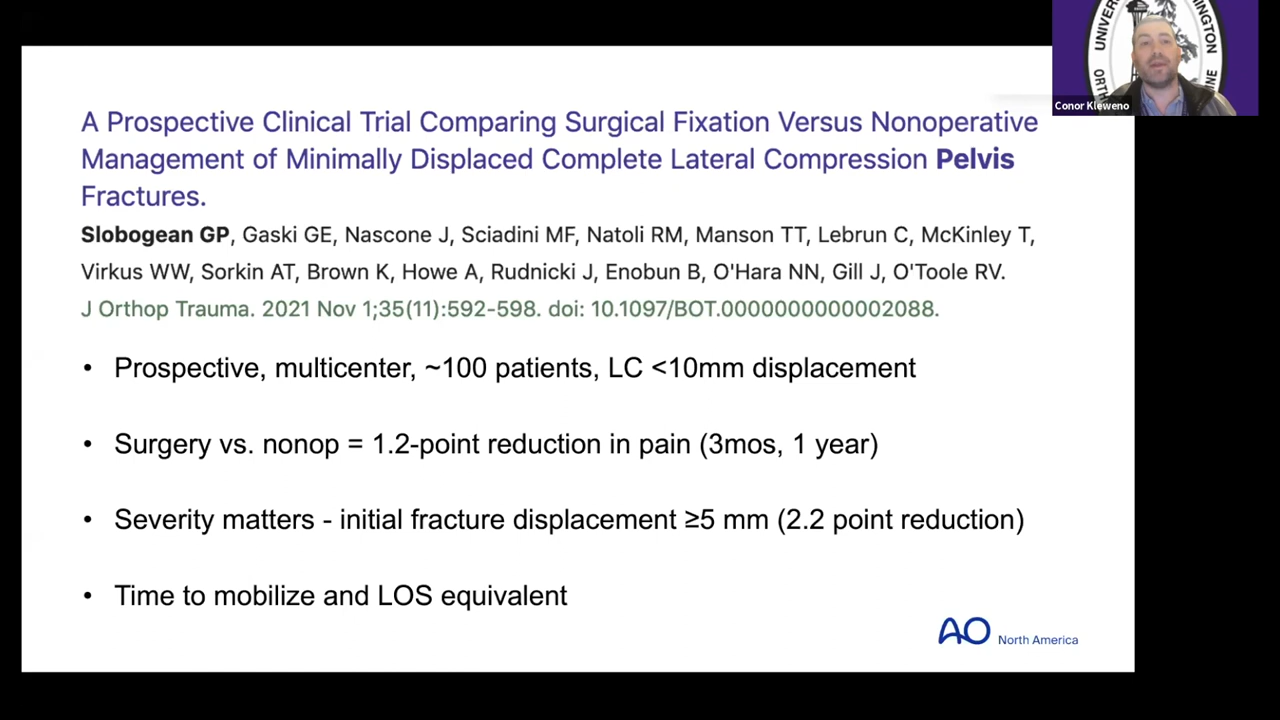 UNIVER
NGTON
ORTH
INE
Conor Kleweno
A Prospective Clinical Trial Comparing Surgical Fixation Versus Nonoperative
Management of Minimally Displaced Complete Lateral Compression Pelvis
Fractures.
Slobogean GP, Gaski GE, Nascone J, Sciadini MF, Natoli RM, Manson TT, Lebrun C, McKinley T,
Virkus WW, Sorkin AT, Brown K, Howe A, Rudnicki J, Enobun B, O'Hara NN, Gill J, O'Toole RV.
J Orthop Trauma. 2021 Nov 1;35(11):592-598. doi: 10.1097/BOT.0000000000002088.
• Prospective, multicenter, ~100 patients, LC <10mm displacement
• Surgery vs. nonop = 1.2-point reduction in pain (3mos, 1 year)
• Severity matters - initial fracture displacement ≥5 mm (2.2 point reduction)
• Time to mobilize and LOS equivalent
AO North America